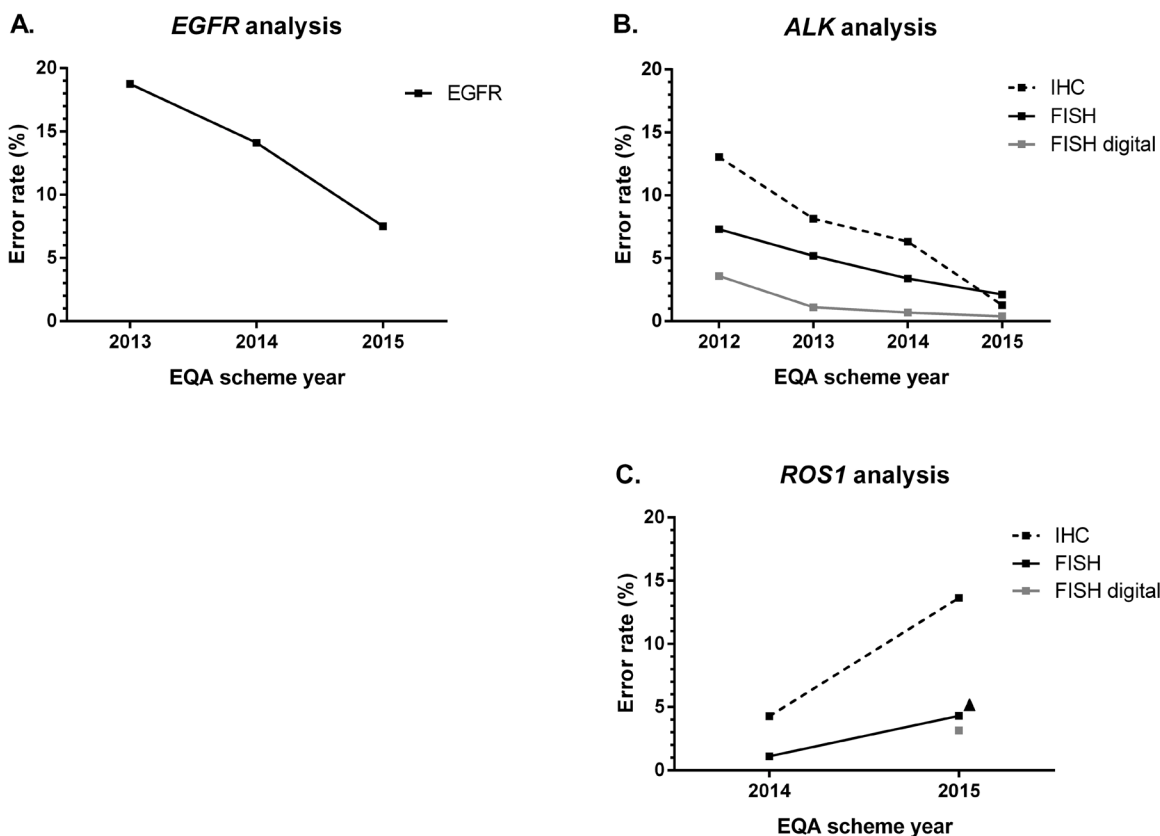 A.
EGFR analysis
Error rate (%)
20
15
10
5
0
2013 2014 2015
EQA scheme year
EGFR
B.
ALK analysis
Error rate (%)
20
15
10
5
0
2012 2013 2014 2015
EQA scheme year
IHC
FISH
FISH digital
C.
ROS1 analysis
Error rate (%)
20
15
10
5
0
2014 2015
EQA scheme year
IHC
FISH
FISH digital